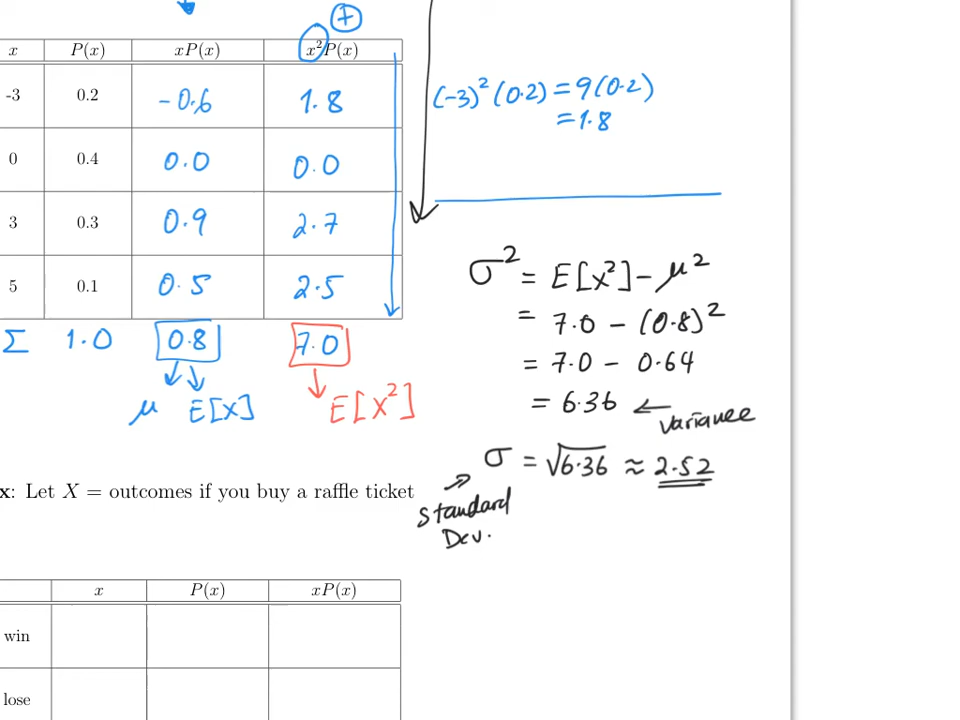 +
x P(x) xP(x) x²P(x)
-3 0.2 -0.6 1.8
0 0.4 0.0 0.0
3 0.3 0.9 2.7
5 0.1 0.5 2.5
Σ 1.0 0.8 7.0
μ E[X] E[X²]
(-3)²(0.2) = 9(0.2)
= 1.8
σ² = E[X²] - μ²
= 7.0 - (0.8)²
= 7.0 - 0.64
= 6.36 ← Variance
σ = √6.36 ≈ 2.52
Standard
Dev.
x: Let X = outcomes if you buy a raffle ticket
x P(x) xP(x)
win
lose